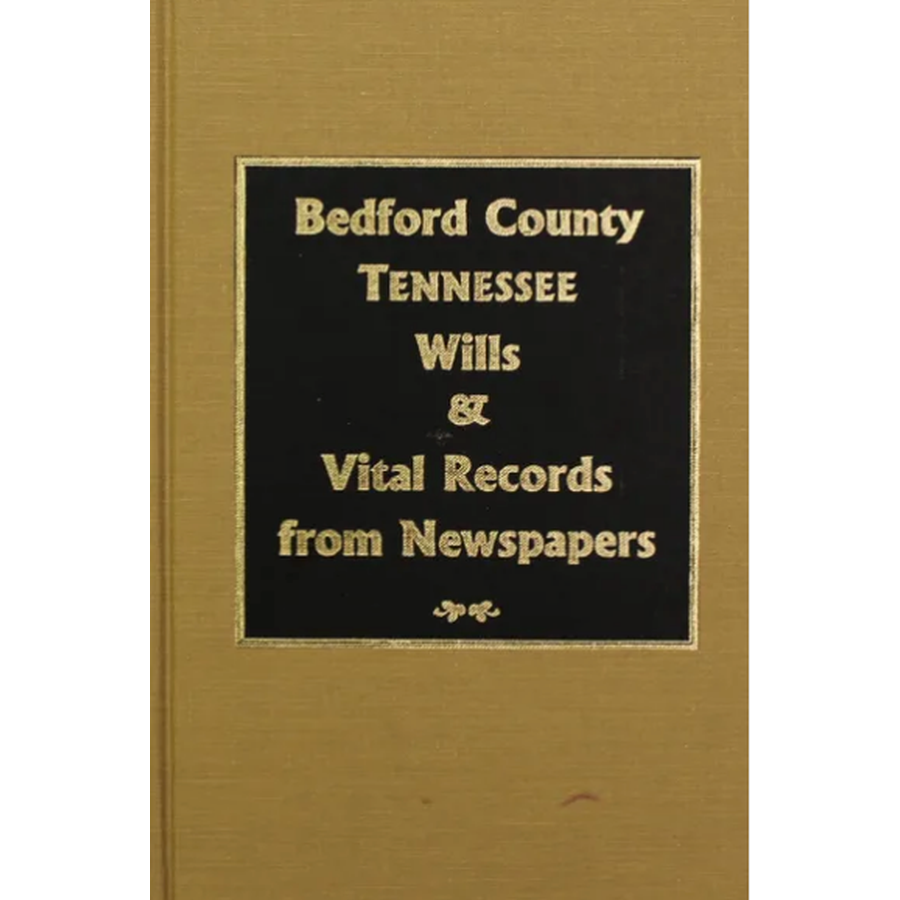 Bedford County
TENNESSEE
Wills
&
Vital Records
from Newspapers